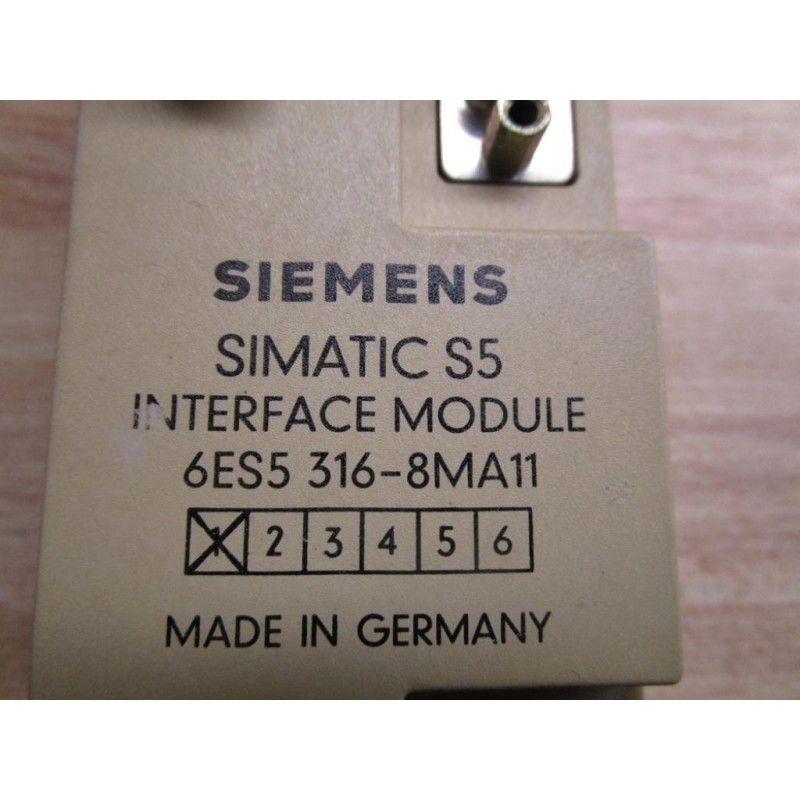 SIEMENS
SIMATIC S5
INTERFACE MODULE
6ES5 316-8MA11
1 2 3 4 5 6
MADE IN GERMANY